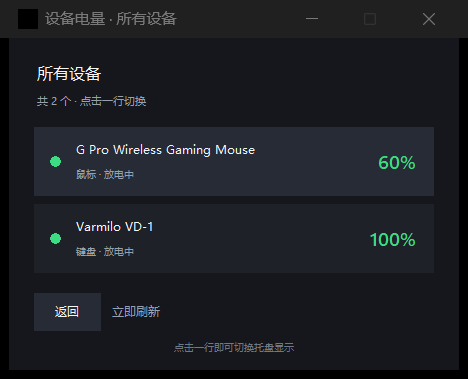 设备电量 · 所有设备
所有设备
共 2 个 · 点击一行切换
G Pro Wireless Gaming Mouse
60%
鼠标 · 放电中
Varmilo VD-1
100%
键盘 · 放电中
返回 立即刷新
点击一行即可切换托盘显示